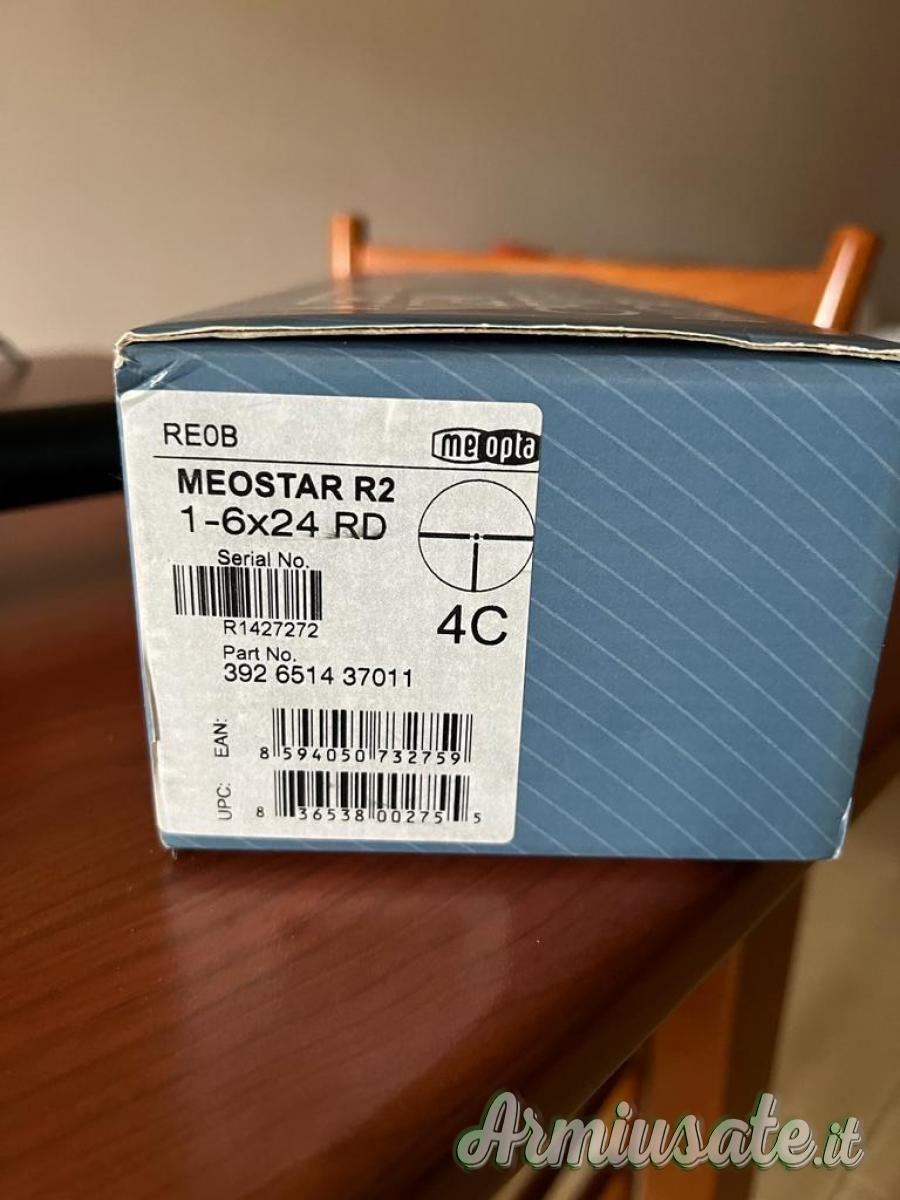 RE0B
meopta
MEOSTAR R2
1-6x24 RD
Serial No.
R1427272
4C
Part No.
392 6514 37011
EAN:
8 594050 732759
UPC:
8 36538 00275 5
Armiusate.it